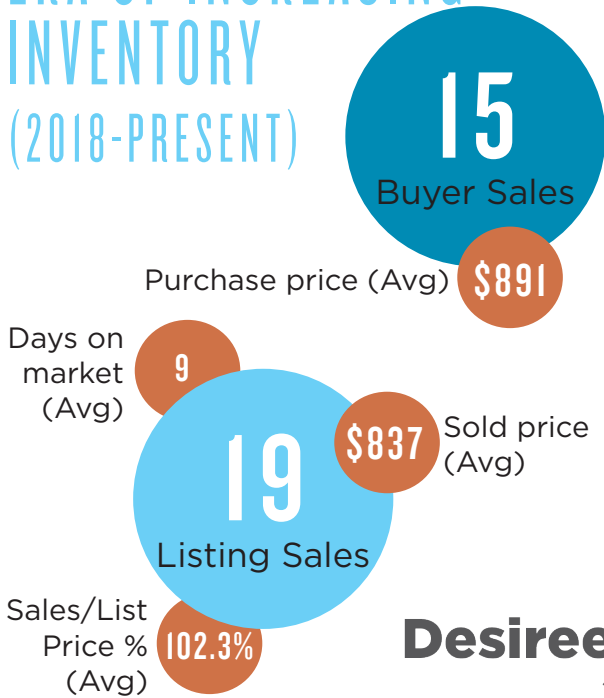 INVENTORY
(2018-PRESENT)
15
Buyer Sales
Purchase price (Avg)
$891
Days on
market
(Avg)
9
$837
Sold price
(Avg)
19
Listing Sales
Sales/List
Price %
(Avg)
102.3%
Desiree